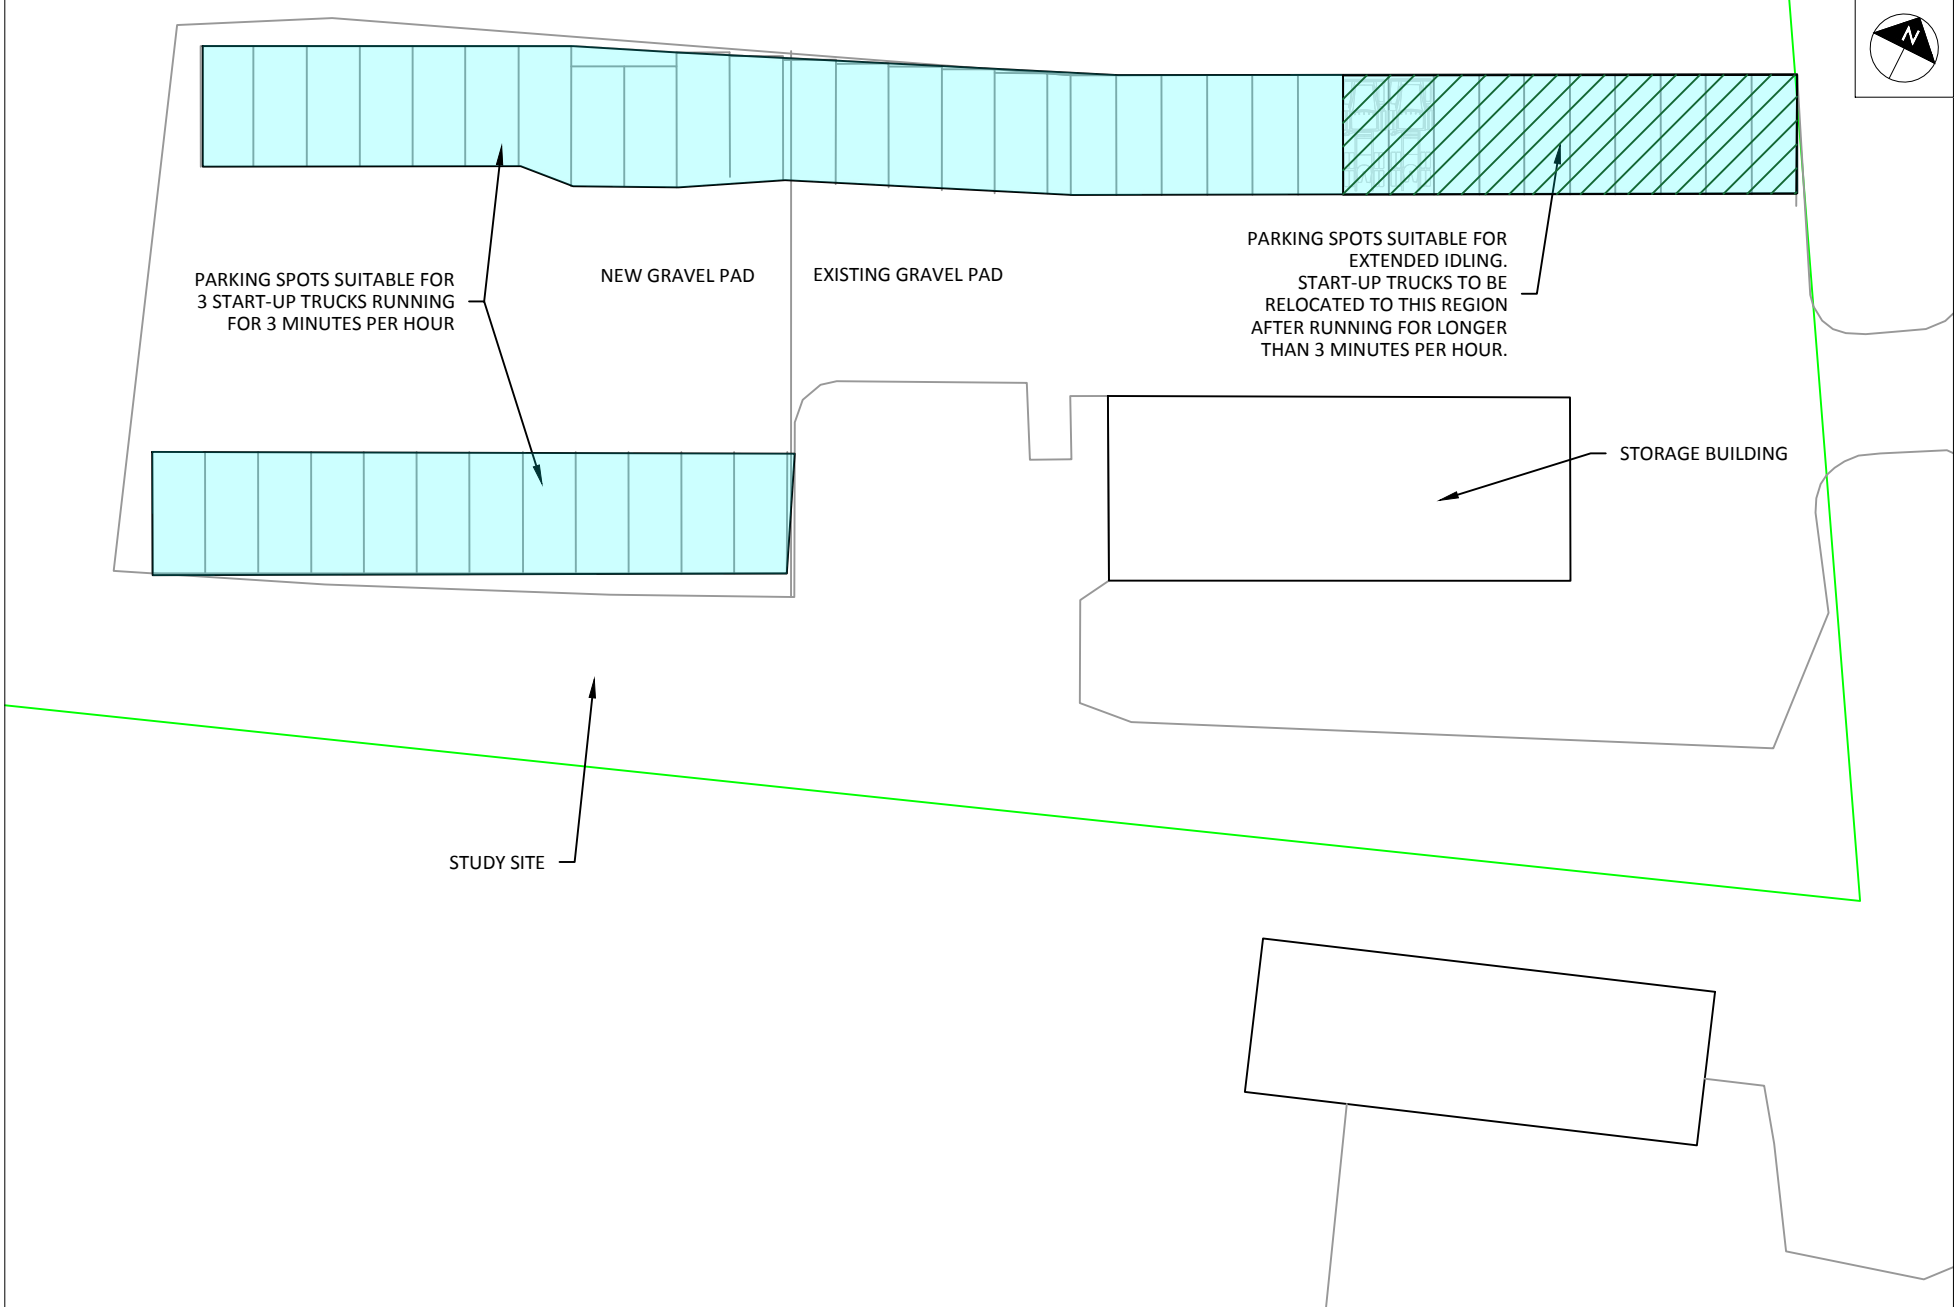 N
PARKING SPOTS SUITABLE FOR
3 START-UP TRUCKS RUNNING
FOR 3 MINUTES PER HOUR
NEW GRAVEL PAD
EXISTING GRAVEL PAD
PARKING SPOTS SUITABLE FOR
EXTENDED IDLING.
START-UP TRUCKS TO BE
RELOCATED TO THIS REGION
AFTER RUNNING FOR LONGER
THAN 3 MINUTES PER HOUR.
STORAGE BUILDING
STUDY SITE